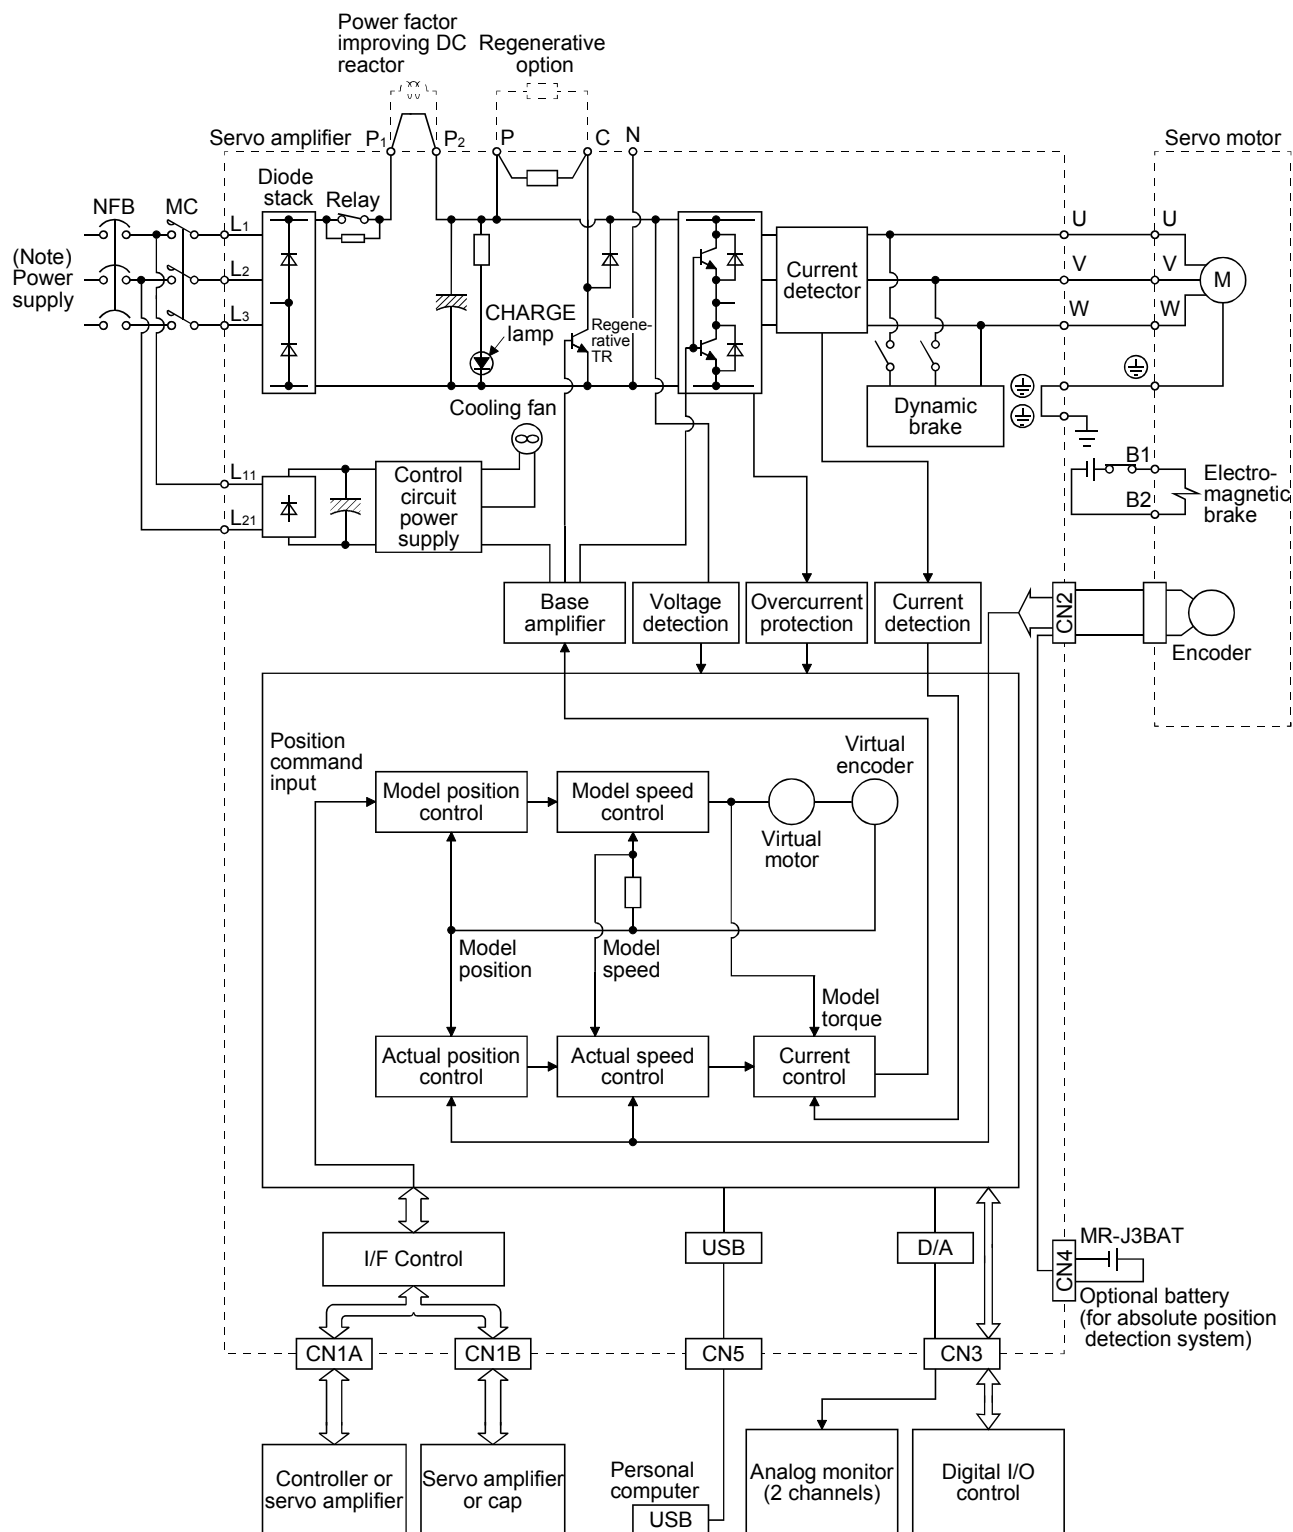 Power factor
improving DC
reactor
Regenerative
option
Servo amplifier
P1
P2
P
C
N
Servo motor
Diode
stack
Relay
NFB
MC
L1
U
U
(Note)
Power
supply
L2
Current
detector
V
V
M
L3
CHARGE
lamp
Regene-
rative
TR
W
W
Cooling fan
Dynamic
brake
L11
Control
circuit
power
supply
B1
Electro-
magnetic
brake
L21
B2
Base
amplifier
Voltage
detection
Overcurrent
protection
Current
detection
CN2
Encoder
Position
command
input
Virtual
encoder
Model position
control
Model speed
control
Virtual
motor
Model
position
Model
speed
Model
torque
Actual position
control
Actual speed
control
Current
control
I/F Control
USB
D/A
CN4
MR-J3BAT
Optional battery
(for absolute position
detection system)
CN1A
CN1B
CN5
CN3
Controller or
servo amplifier
Servo amplifier
or cap
Personal
computer
USB
Analog monitor
(2 channels)
Digital I/O
control